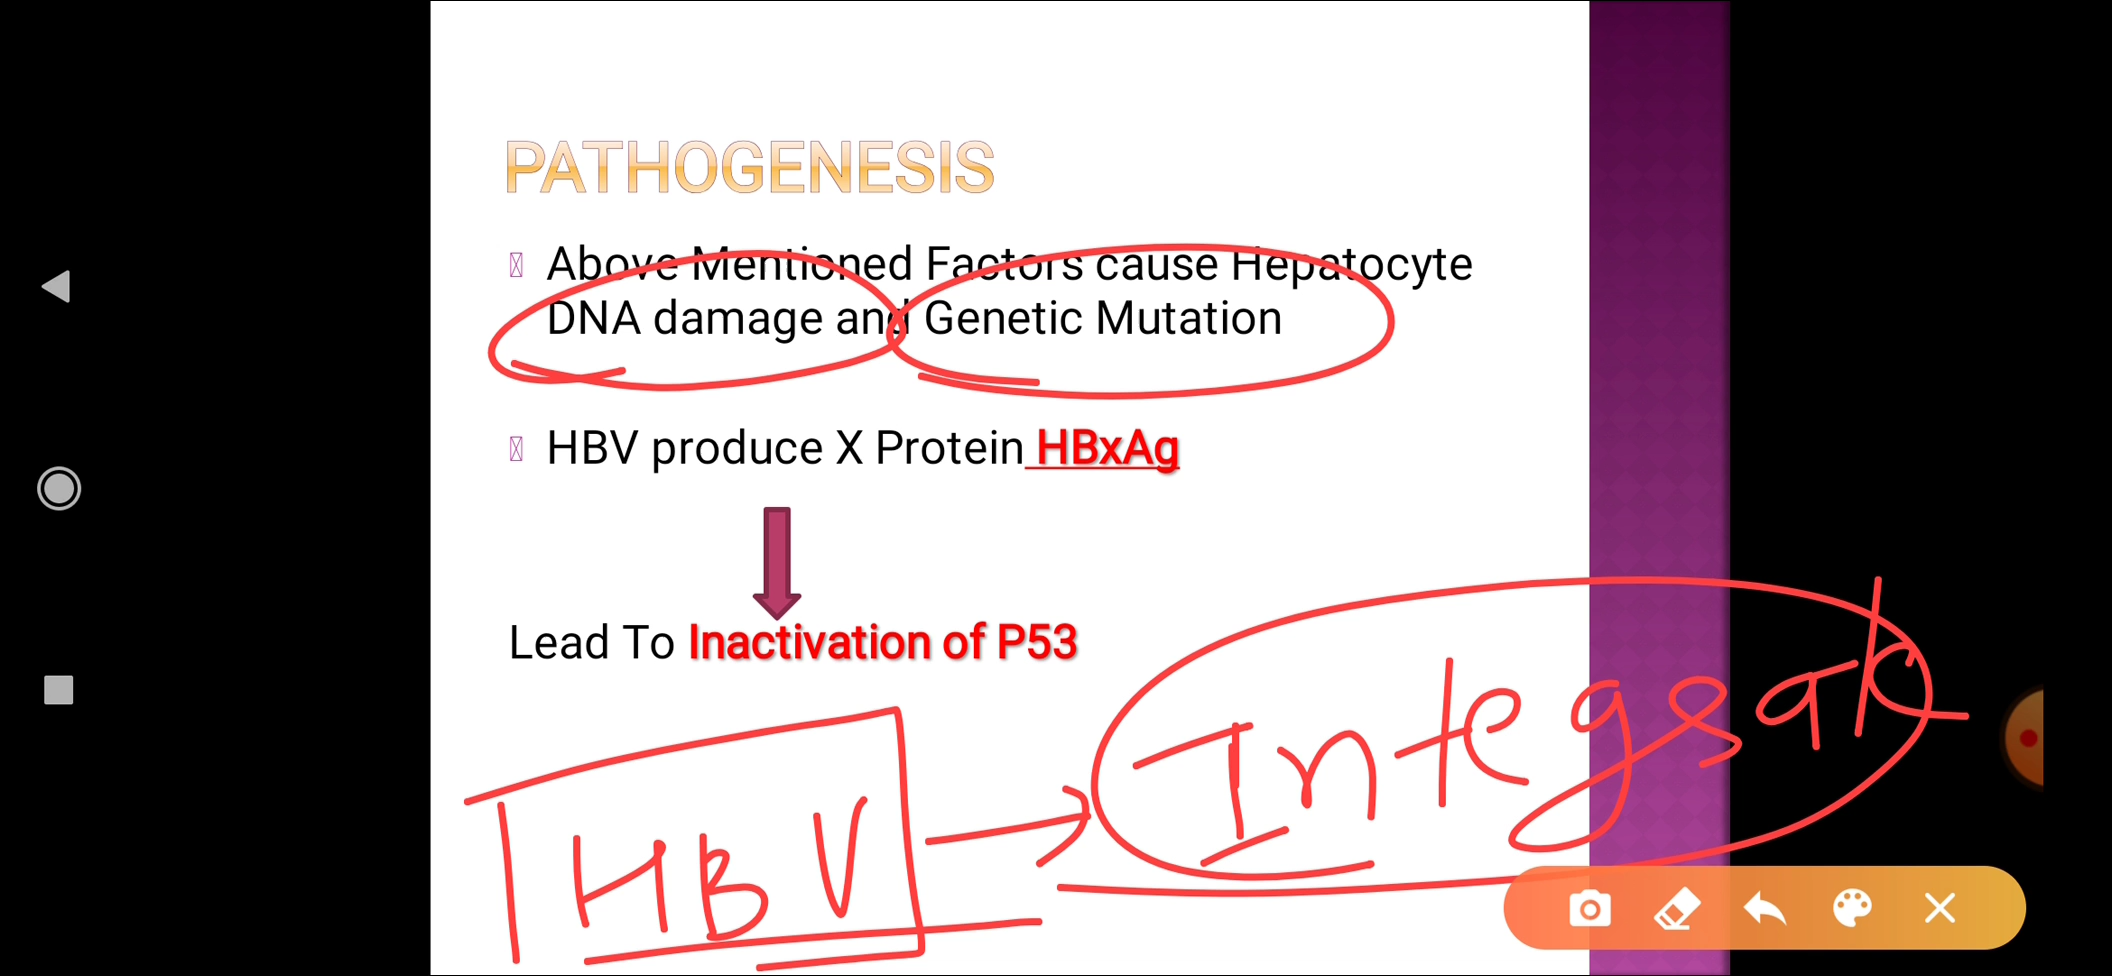 PATHOGENESIS
Above Mentioned Factors cause Hepatocyte
DNA damage and Genetic Mutation
HBV produce X Protein HBxAg
Lead To Inactivation of P53
HBV →